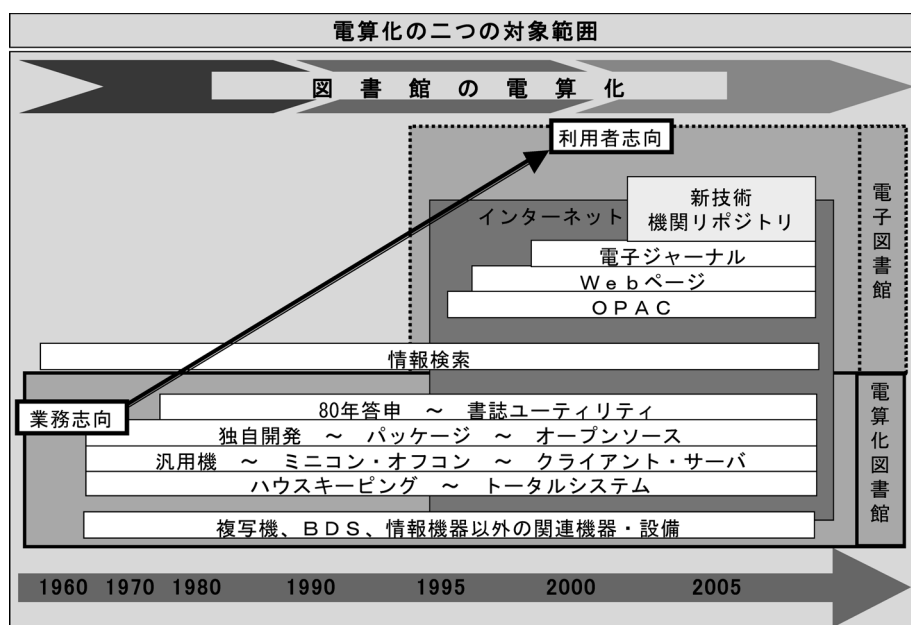 電算化の二つの対象範囲
図書館の電算化
利用者志向
新技術
機関リポジトリ
インターネット
電子ジャーナル
Ｗｅｂページ
ＯＰＡＣ
電子図書館
情報検索
業務志向
80年答申 ～ 書誌ユーティリティ
独自開発 ～ パッケージ ～ オープンソース
汎用機 ～ ミニコン・オフコン ～ クライアント・サーバ
ハウスキーピング ～ トータルシステム
複写機、ＢＤＳ、情報機器以外の関連機器・設備
電算化図書館
1960 1970 1980 1990 1995 2000 2005